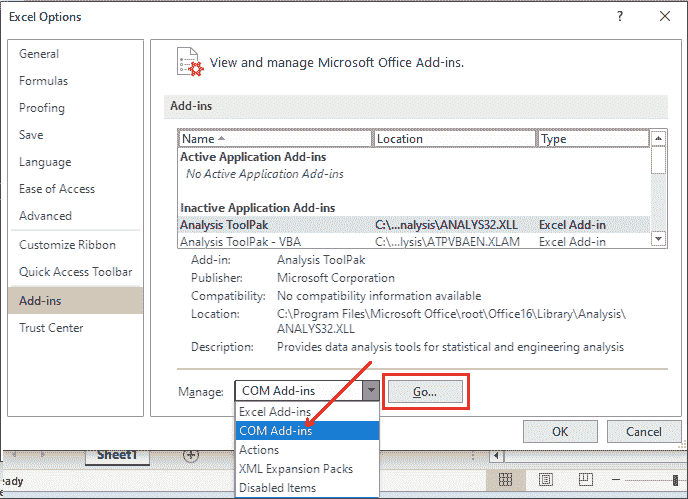 Excel Options ?
General
Formulas
Proofing
Save
Language
Ease of Access
Advanced
Customize Ribbon
Quick Access Toolbar
Add-ins
Trust Center
View and manage Microsoft Office Add-ins.
Add-ins
Name Location Type
Active Application Add-ins
No Active Application Add-ins
Inactive Application Add-ins
Analysis ToolPak C:\...nalysis\ANALYS32.XLL Excel Add-in
Analysis ToolPak - VBA C:\...lysis\ATPVBAEN.XLAM Excel Add-in
Add-in: Analysis ToolPak
Publisher: Microsoft Corporation
Compatibility: No compatibility information available
Location: C:\Program Files\Microsoft Office\root\Office16\Library\Analysis\
ANALYS32.XLL
Description: Provides data analysis tools for statistical and engineering analysis
Manage: COM Add-ins Go...
Excel Add-ins
COM Add-ins
Actions
XML Expansion Packs
Disabled Items
OK Cancel
Sheet1
eady